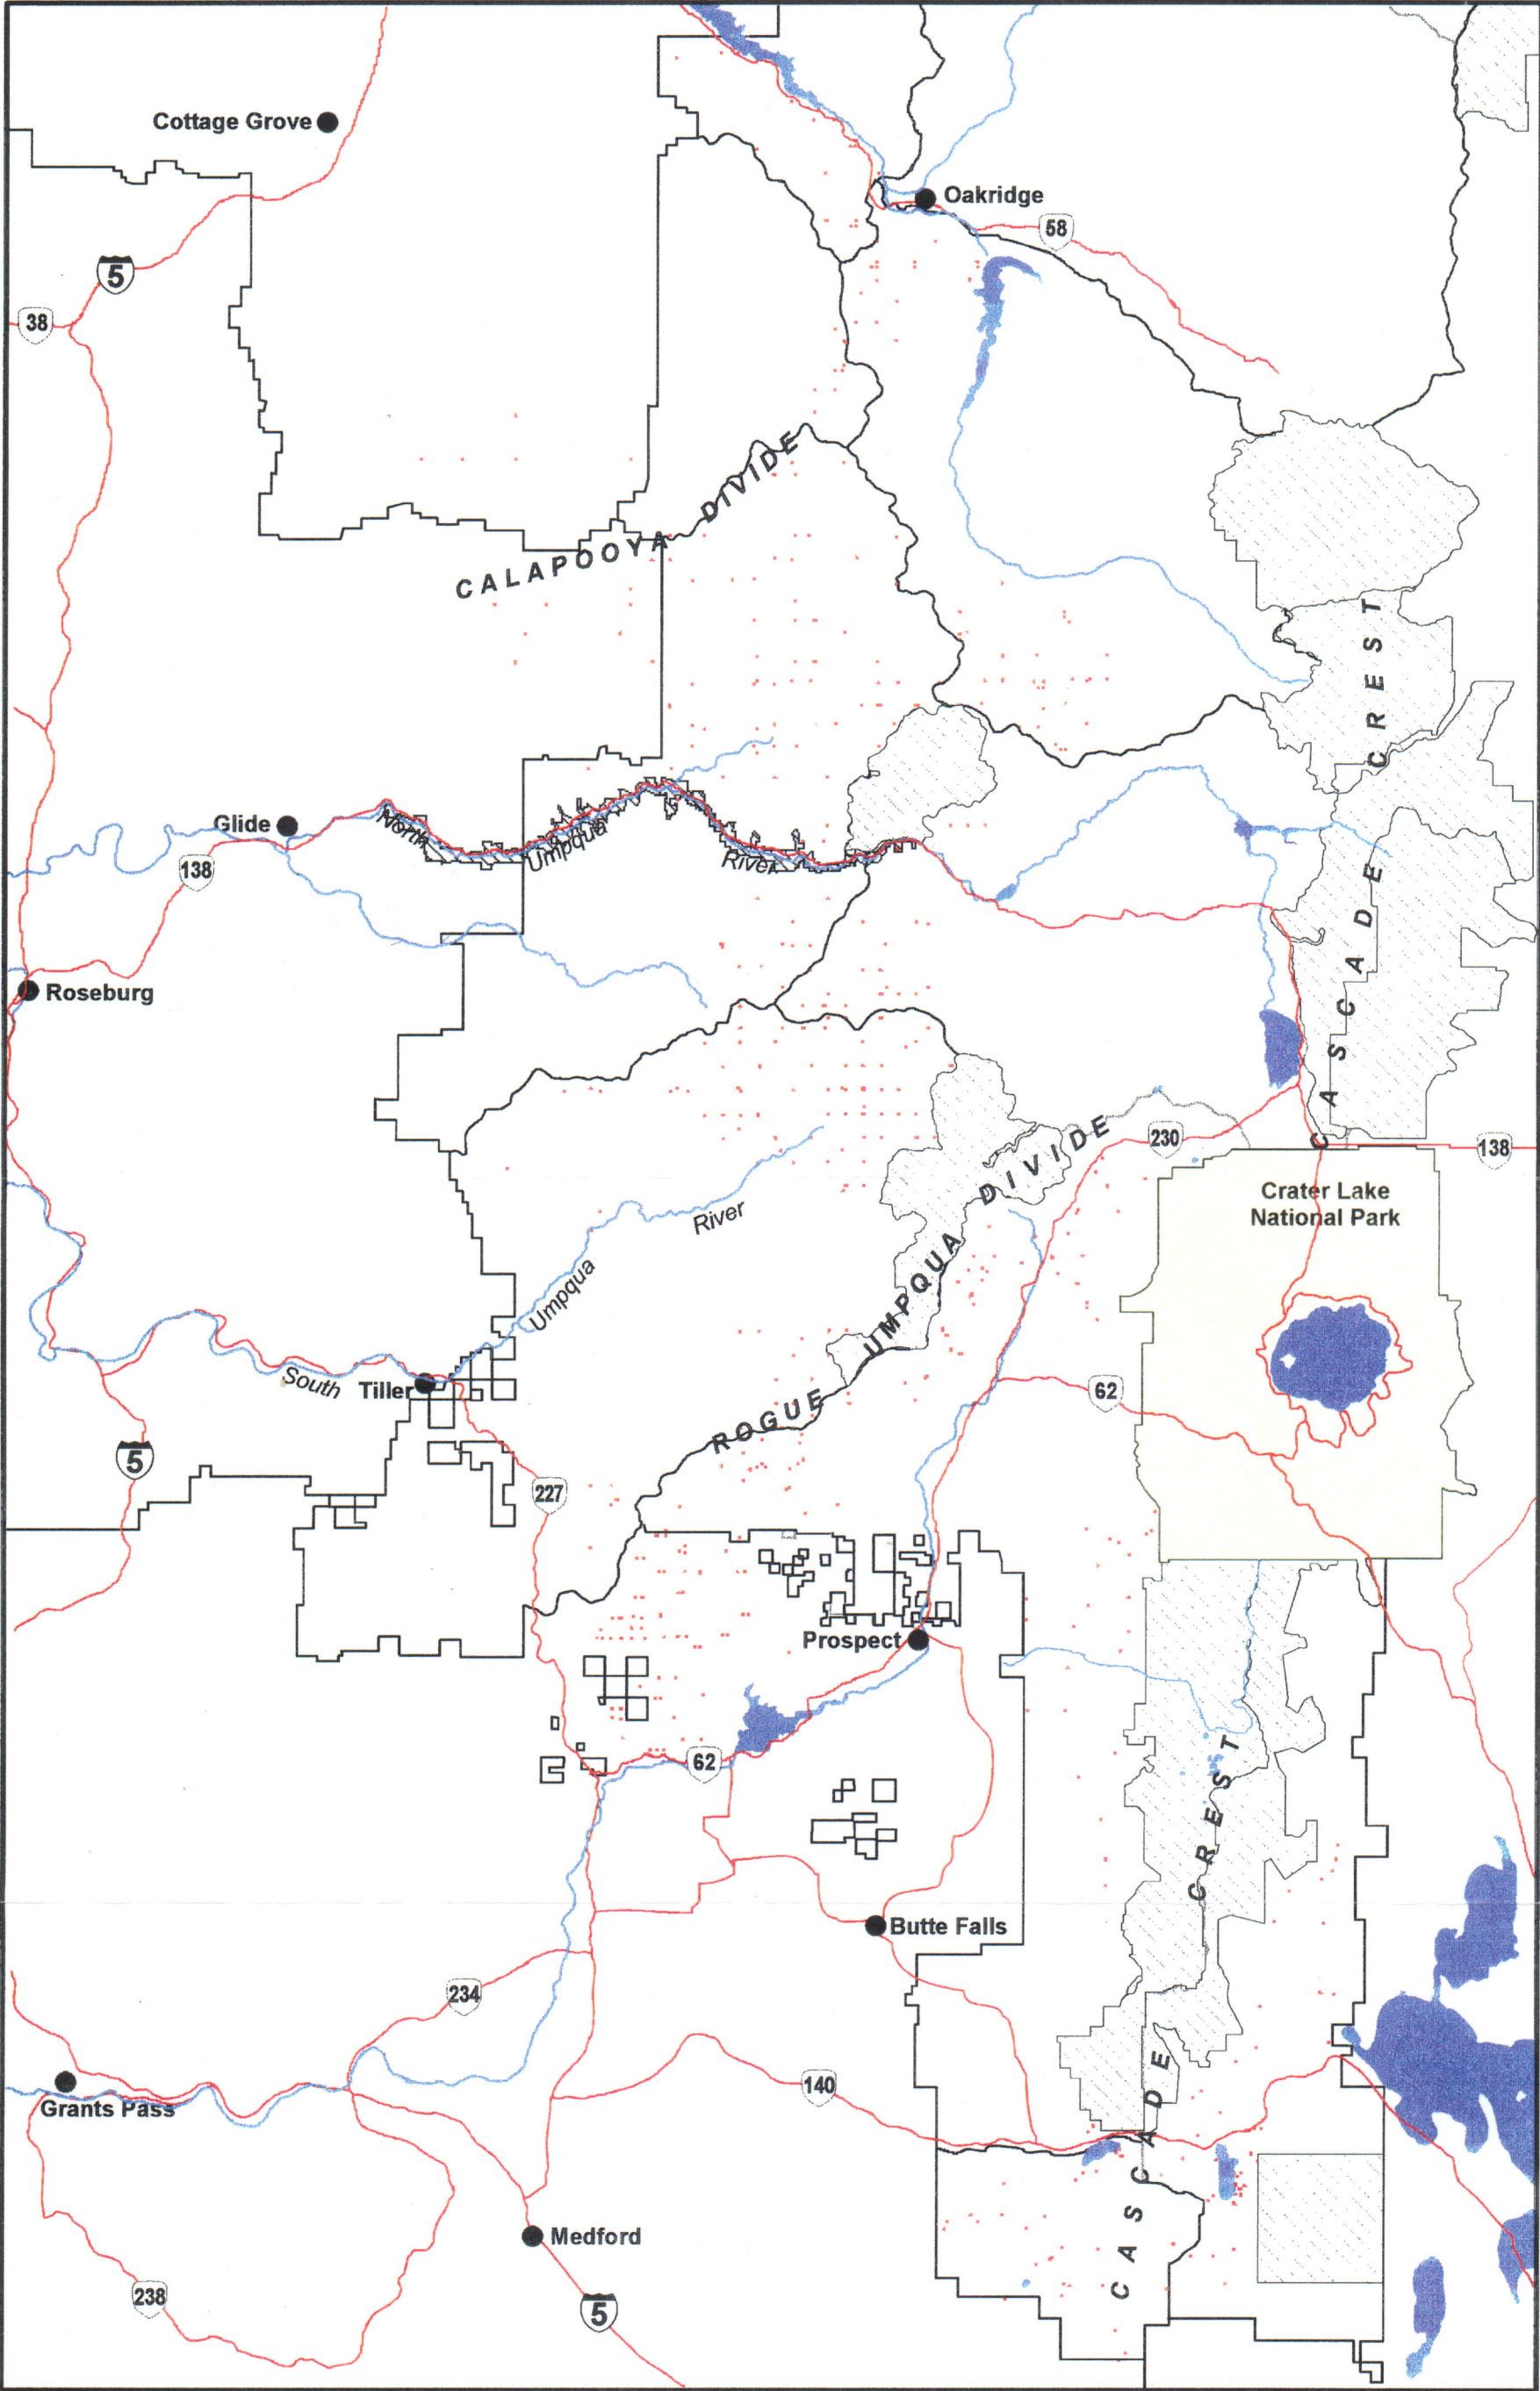 Cottage Grove
Oakridge
58
5
38
CALAPOOYA DIVIDE
CASCADE CREST
Glide
North Umpqua River
138
Roseburg
230
138
ROGUE UMPQUA DIVIDE
Crater Lake
National Park
South Umpqua River
Tiller
62
5
227
Prospect
62
CASCADE CREST
Butte Falls
234
140
Grants Pass
Medford
238
5